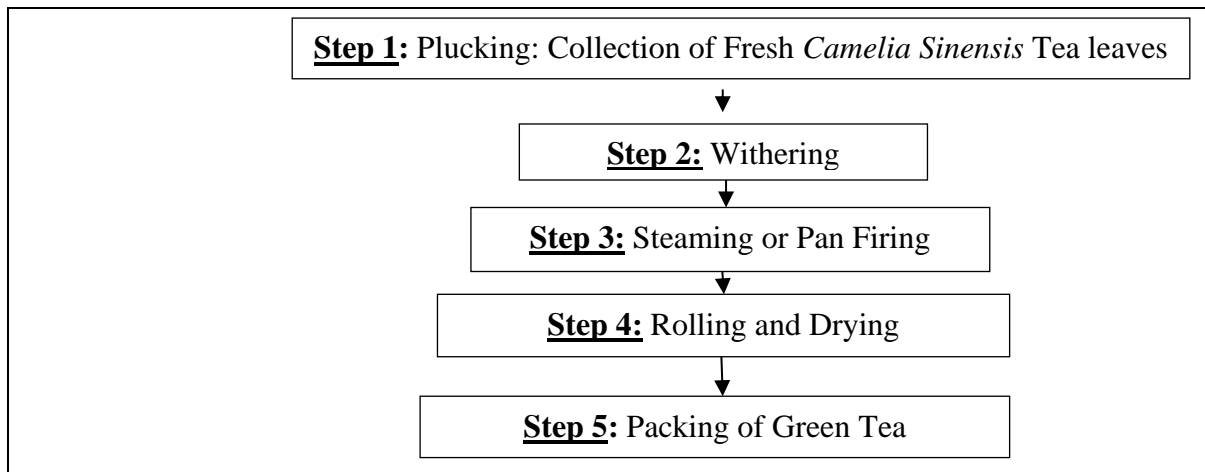 Step 1: Plucking: Collection of Fresh Camelia Sinensis Tea leaves
Step 2: Withering
Step 3: Steaming or Pan Firing
Step 4: Rolling and Drying
Step 5: Packing of Green Tea